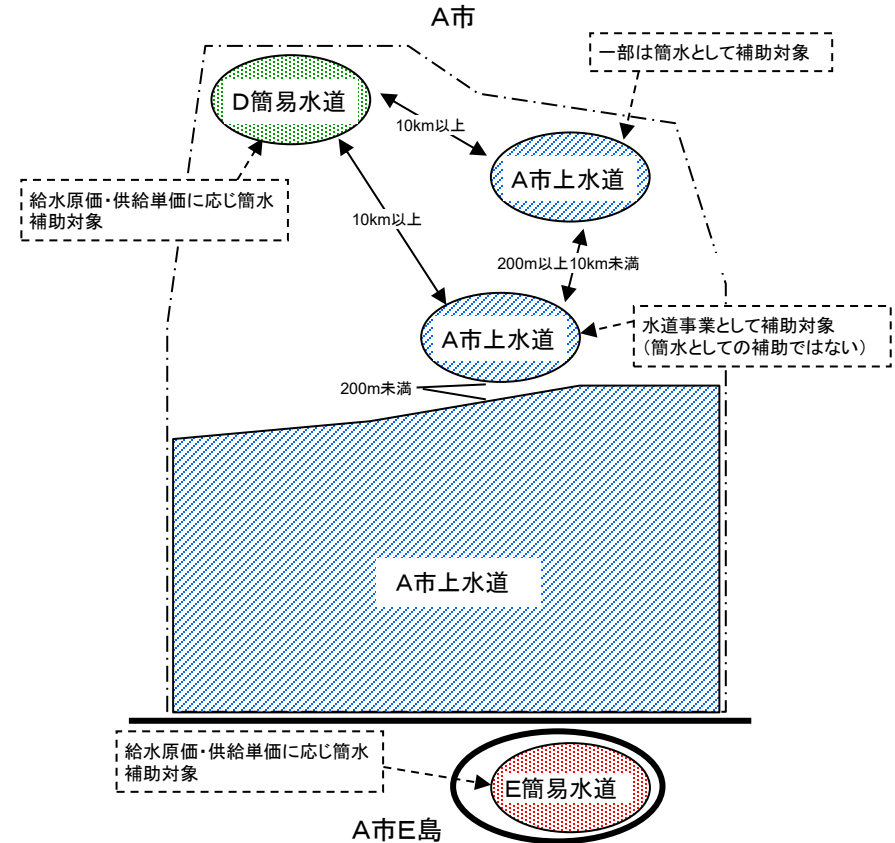 A市
一部は簡水として補助対象
D簡易水道
10km以上
A市上水道
給水原価・供給単価に応じ簡水
補助対象
10km以上
200m以上10km未満
A市上水道
水道事業として補助対象
（簡水としての補助ではない）
200m未満
A市上水道
給水原価・供給単価に応じ簡水
補助対象
E簡易水道
A市E島